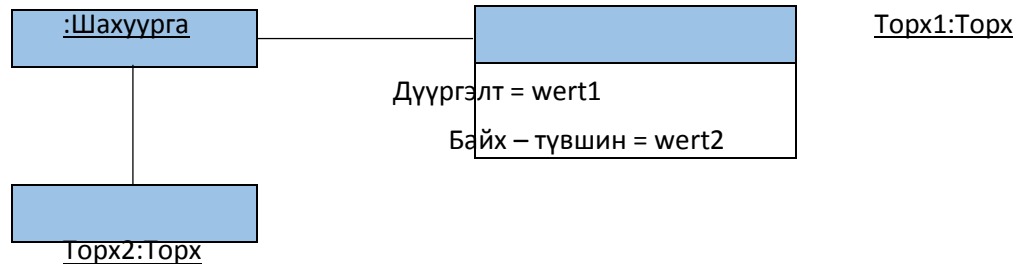 :Шахуурга
Торх1:Торх
Дүүргэлт = wert1
Байх – түвшин = wert2
Торх2:Торх